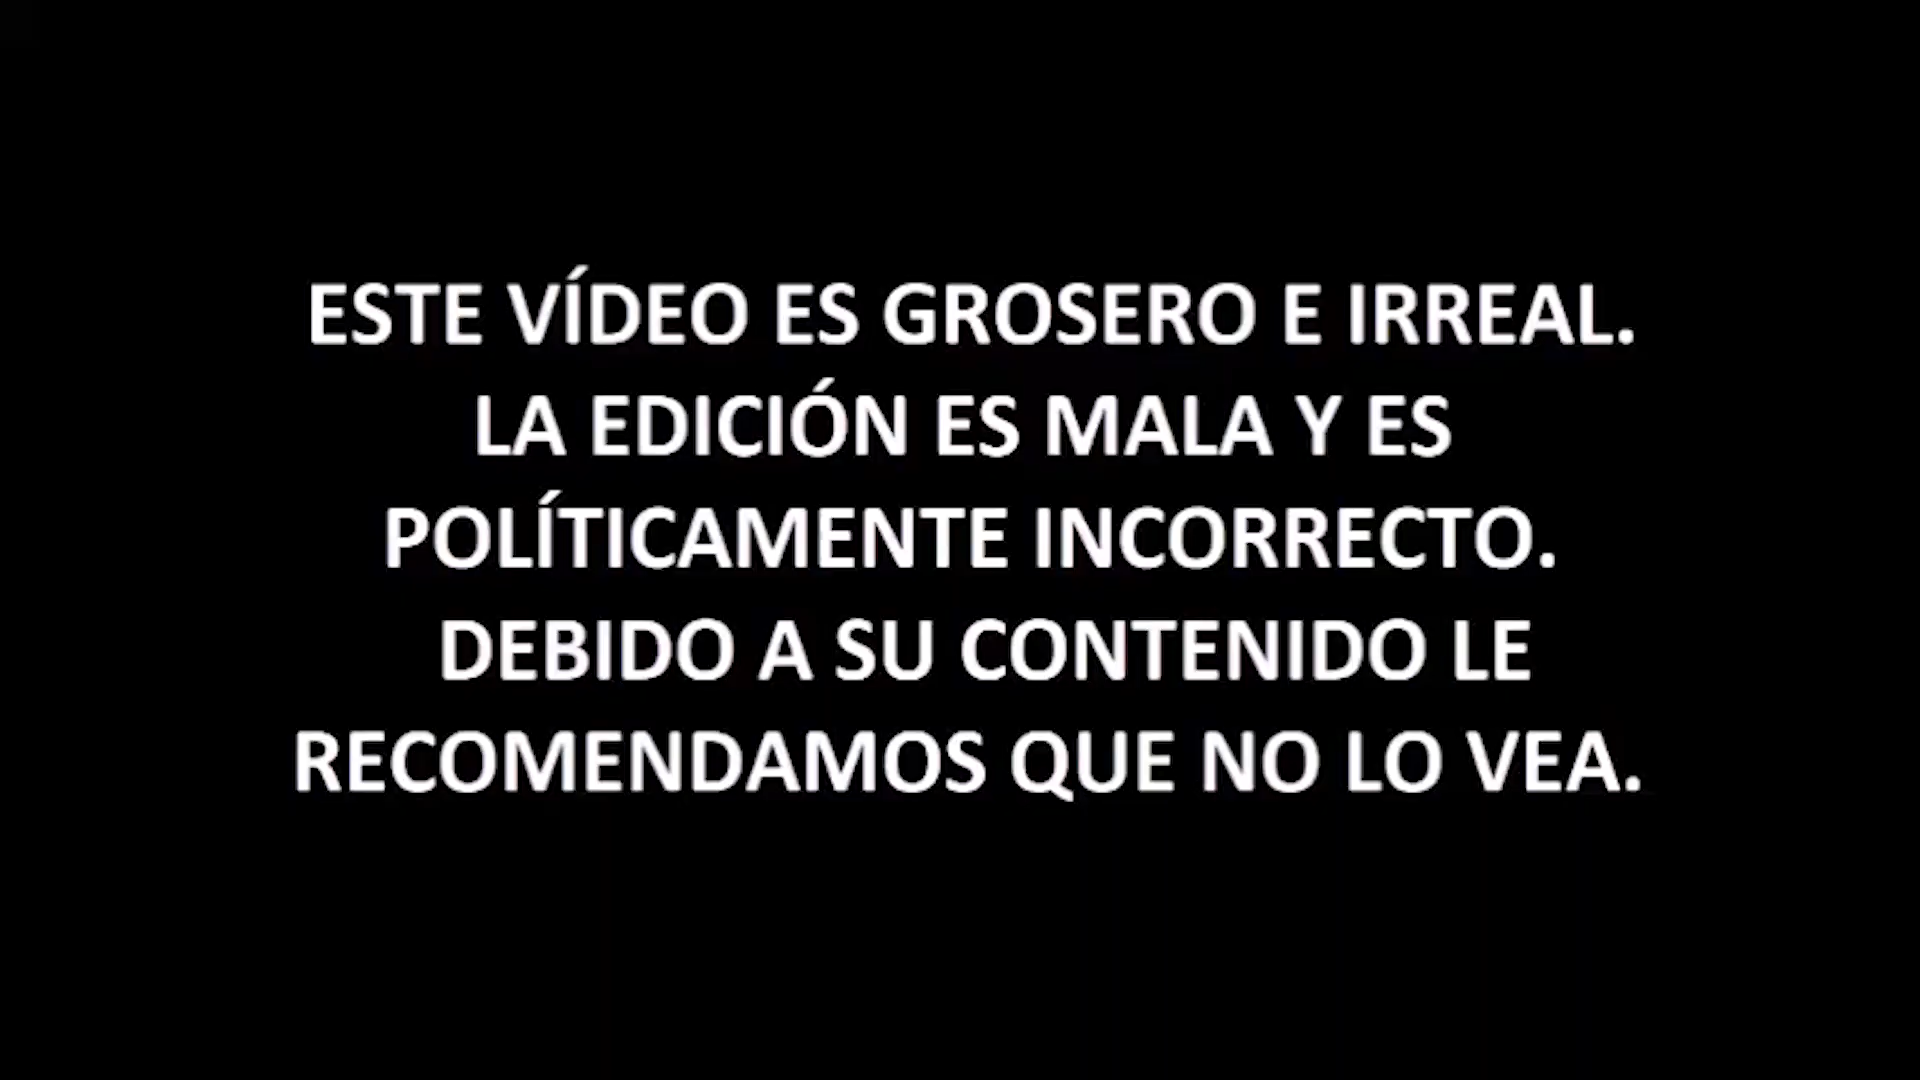 ESTE VÍDEO ES GROSERO E IRREAL.
LA EDICIÓN ES MALA Y ES
POLÍTICAMENTE INCORRECTO.
DEBIDO A SU CONTENIDO LE
RECOMENDAMOS QUE NO LO VEA.